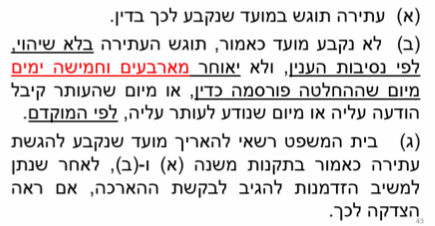 (א) עתירה תוגש במועד שנקבע לכך בדין.
(ב) לא נקבע מועד כאמור, תוגש העתירה בלא שיהוי,
לפי נסיבות הענין, ולא יאוחר מארבעים וחמישה ימים
מיום שההחלטה פורסמה כדין, או מיום שהעותר קיבל
הודעה עליה או מיום שנודע לעותר עליה, לפי המוקדם.
(ג) בית המשפט רשאי להאריך מועד שנקבע להגשת
עתירה כאמור בתקנות משנה (א) ו-(ב), לאחר שנתן
למשיב הזדמנות להגיב לבקשת ההארכה, אם ראה
הצדקה לכך.
43